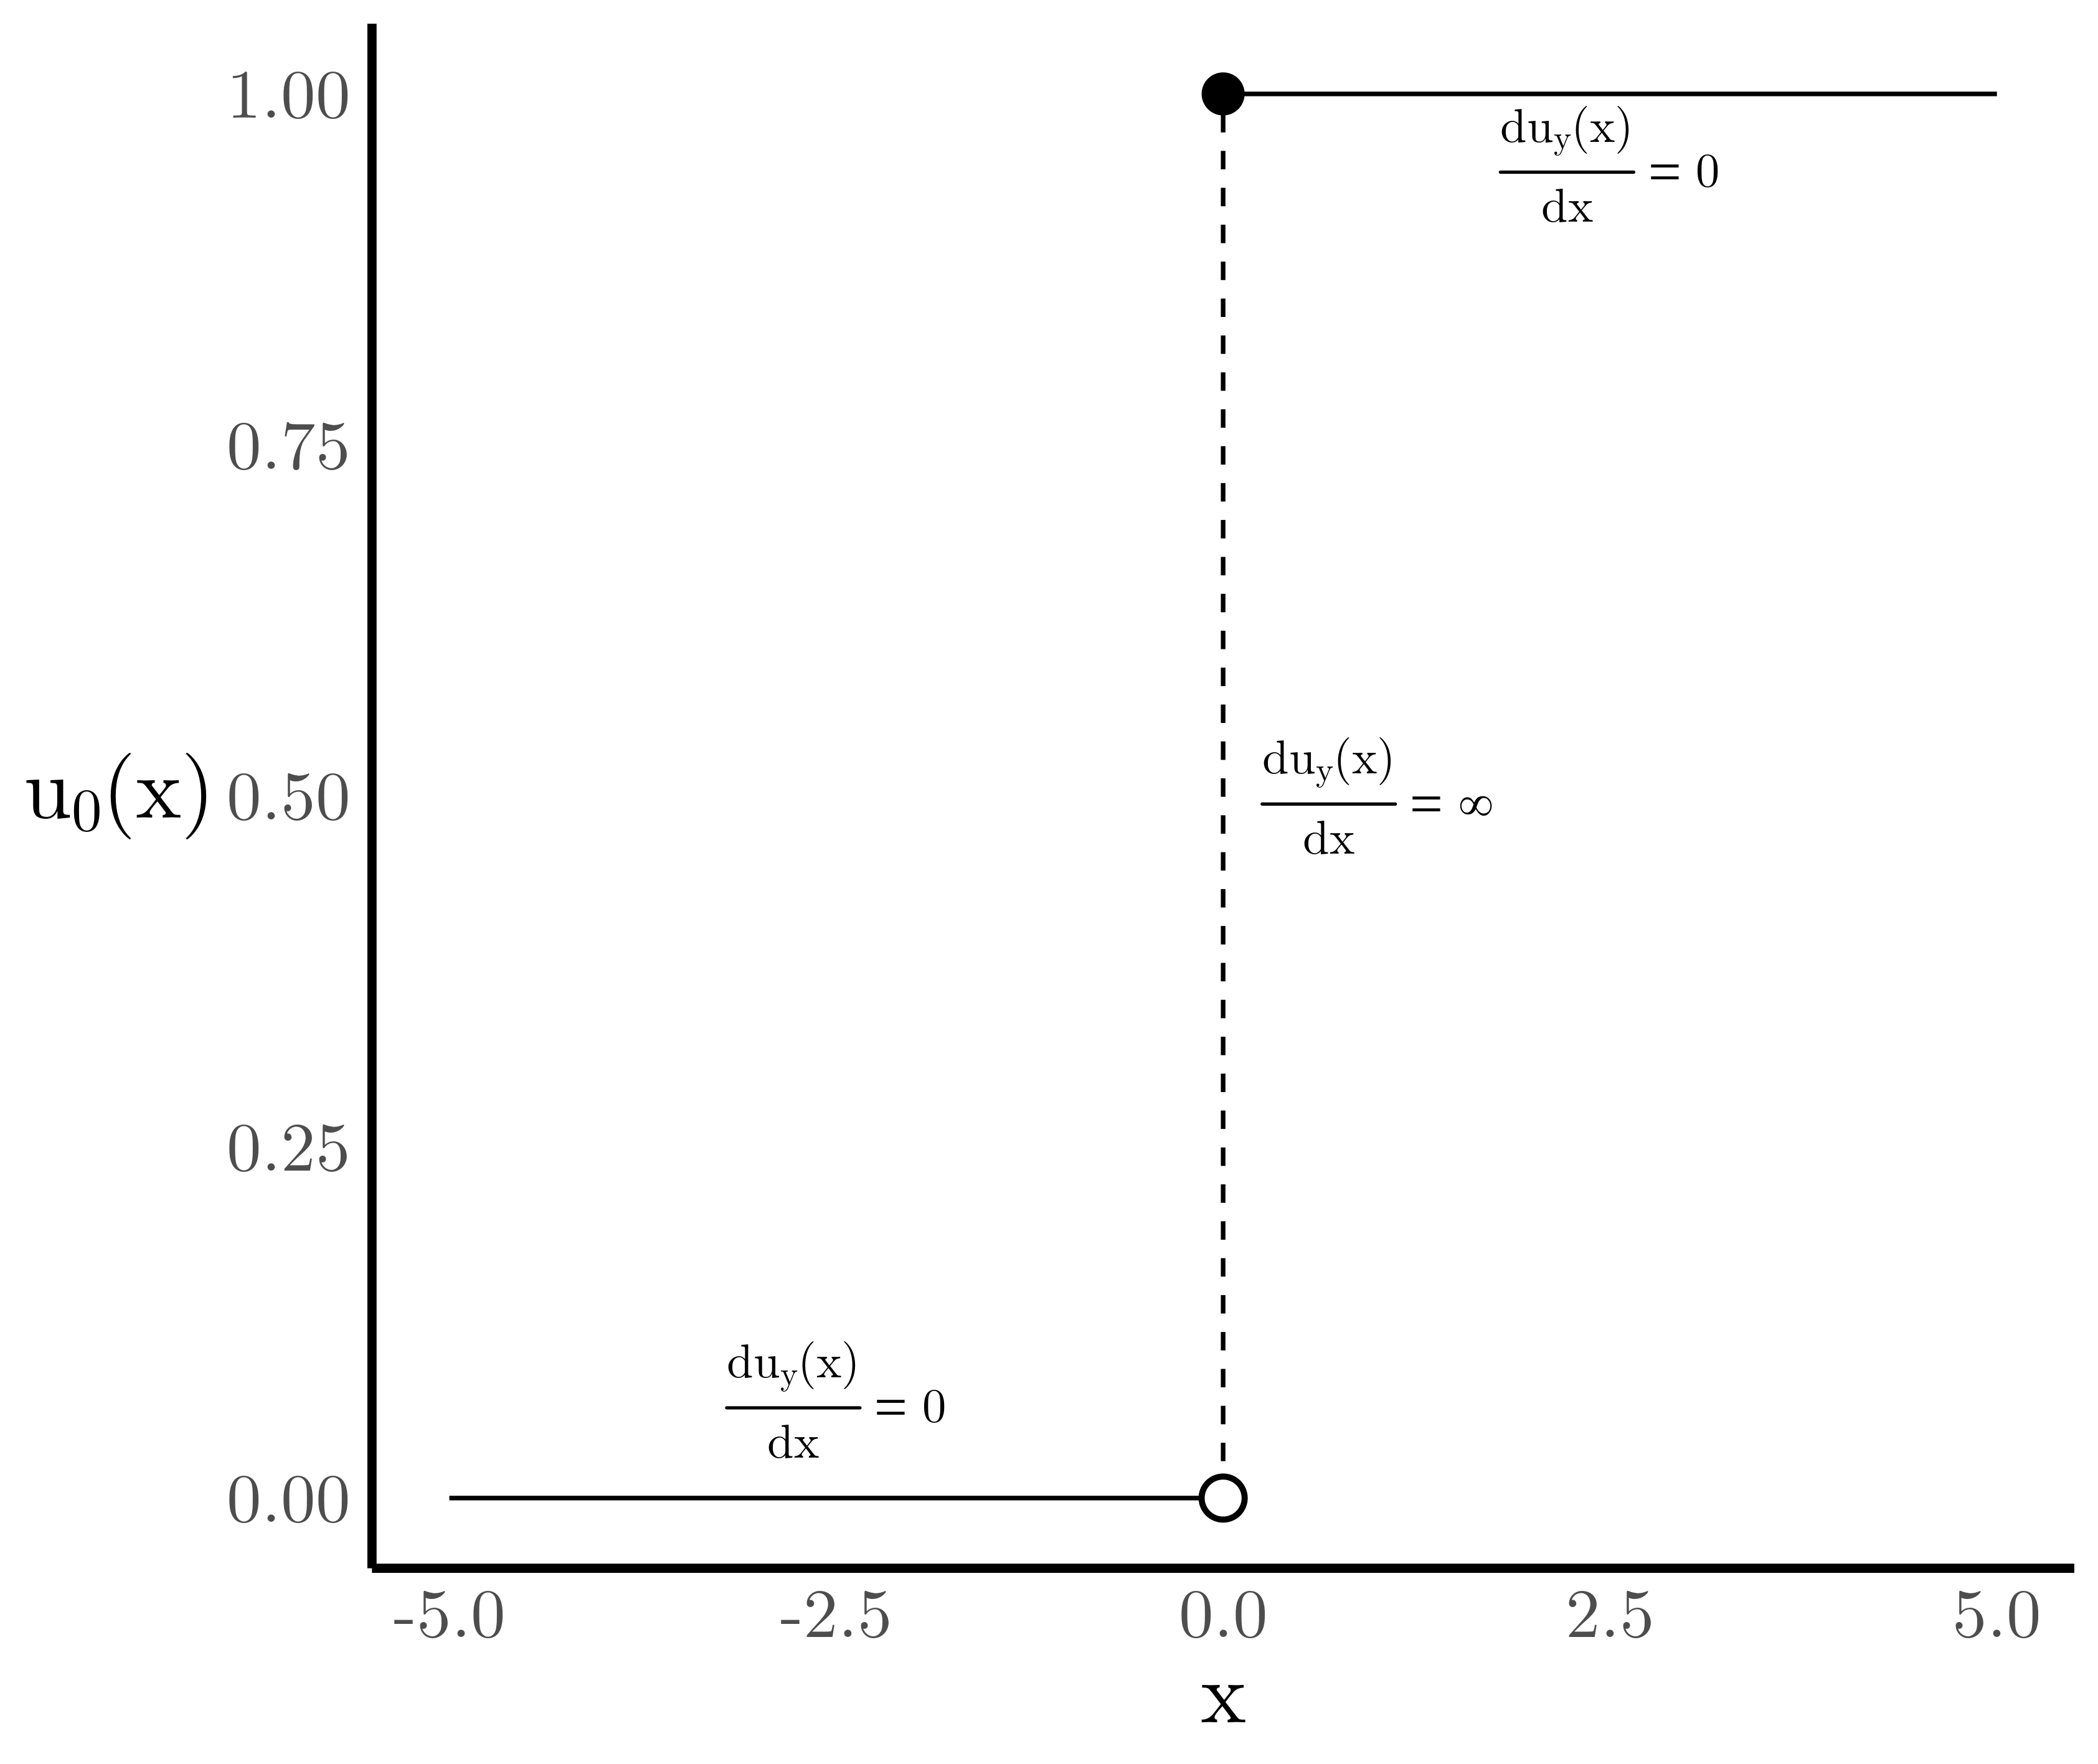 1.00
du_y(x)/dx = 0
0.75
u_0(x)
0.50
du_y(x)/dx = ∞
0.25
du_y(x)/dx = 0
0.00
-5.0 -2.5 0.0 2.5 5.0
x